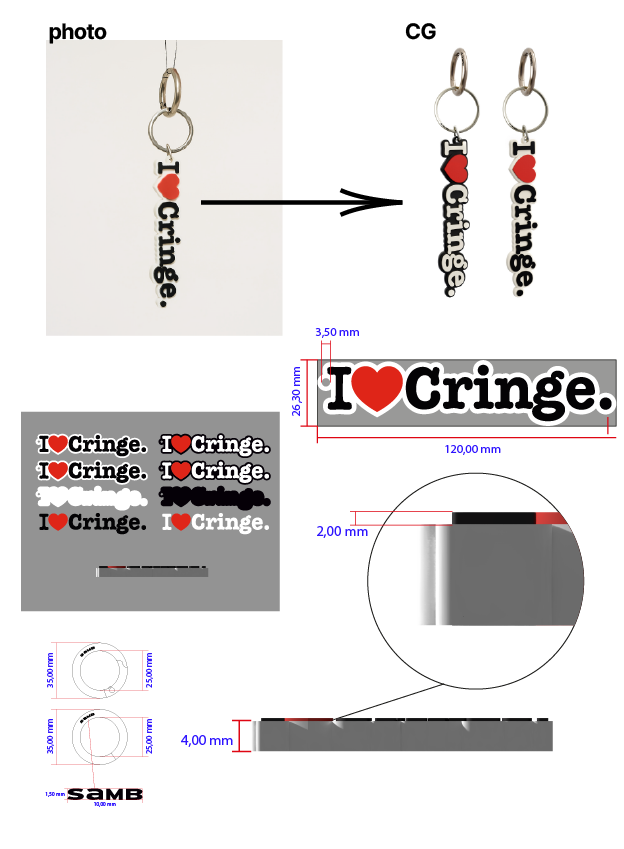 photo
CG
I❤Cringe.
I❤Cringe.
I❤Cringe.
3,50 mm
26,30 mm
I❤Cringe.
120,00 mm
I❤Cringe. I❤Cringe.
I❤Cringe. I❤Cringe.
I❤Cringe. I❤Cringe.
2,00 mm
35,00 mm
SAMB
25,00 mm
35,00 mm
SAMB
25,00 mm
4,00 mm
1,50 mm
SAMB
10,00 mm